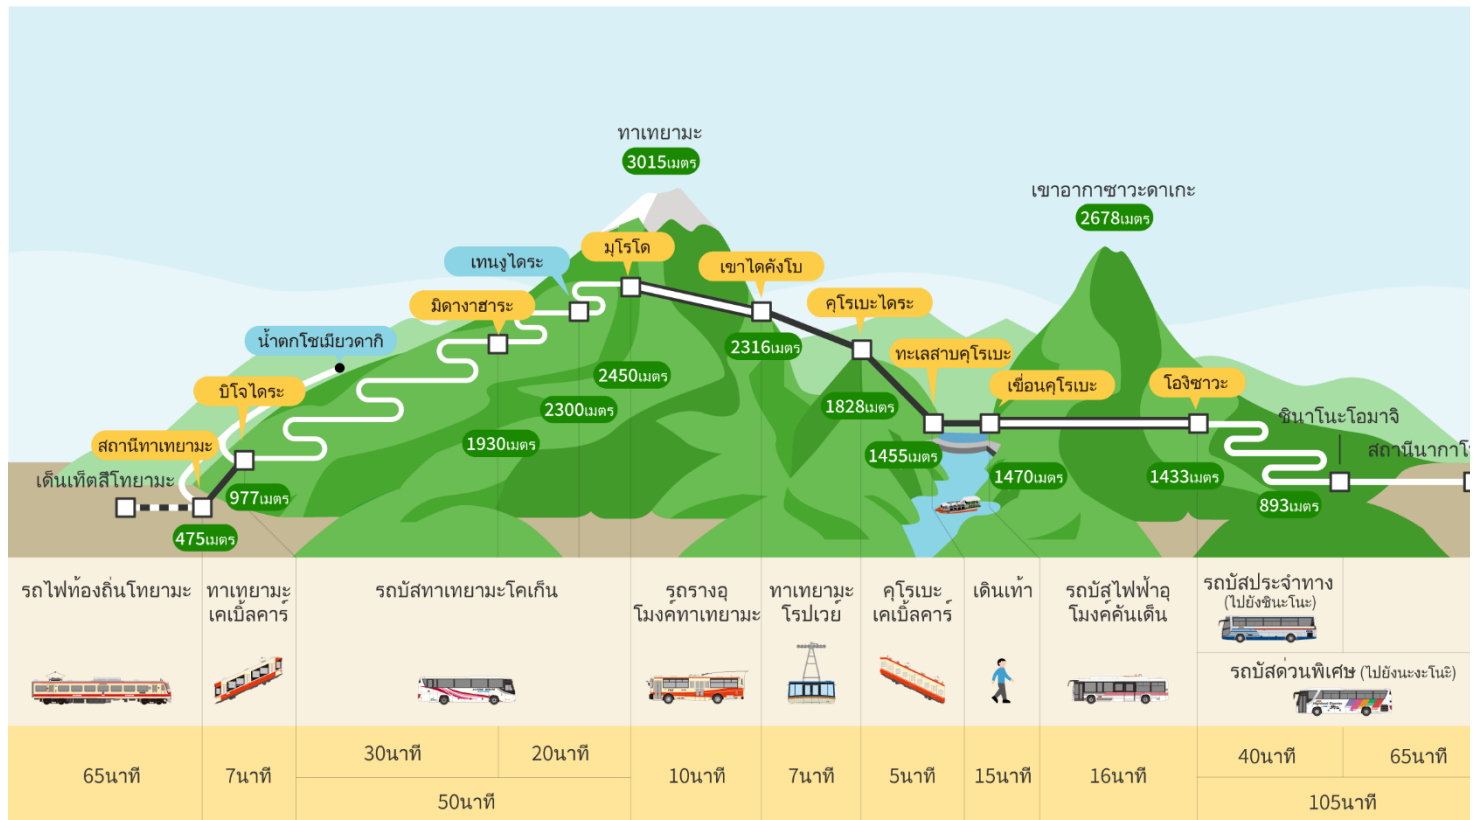 ทาเทยามะ
3015เมตร
เขาอากาซาวะดาเกะ
2678เมตร
มุโรโด
เทนงูไดระ
เขาไดคังโบ
มิดางาฮาระ
คุโรเบะไดระ
น้ำตกโชเมียวดากิ
2316เมตร
ทะเลสาบคุโรเบะ
2450เมตร
บิโจไดระ
เขื่อนคุโรเบะ
โองิซาวะ
2300เมตร
1828เมตร
ชินาโนะโอมาจิ
สถานีทาเทยามะ
1930เมตร
1455เมตร
สถานีนากาโ
เด็นเท็ตสึโทยามะ
977เมตร
1470เมตร
1433เมตร
893เมตร
475เมตร
รถไฟท้องถิ่นโทยามะ
ทาเทยามะ
เคเบิ้ลคาร์
รถบัสทาเทยามะโคเก็น
รถรางอุ
โมงค์ทาเทยามะ
ทาเทยามะ
โรปเวย์
คุโรเบะ
เคเบิ้ลคาร์
เดินเท้า
รถบัสไฟฟ้าอุ
โมงค์คันเด็น
รถบัสประจำทาง
(ไปยังชินะโนะ)
รถบัสด่วนพิเศษ (ไปยังนะงะโนะ)
65นาที
7นาที
30นาที
20นาที
50นาที
10นาที
7นาที
5นาที
15นาที
16นาที
40นาที
65นาที
105นาที